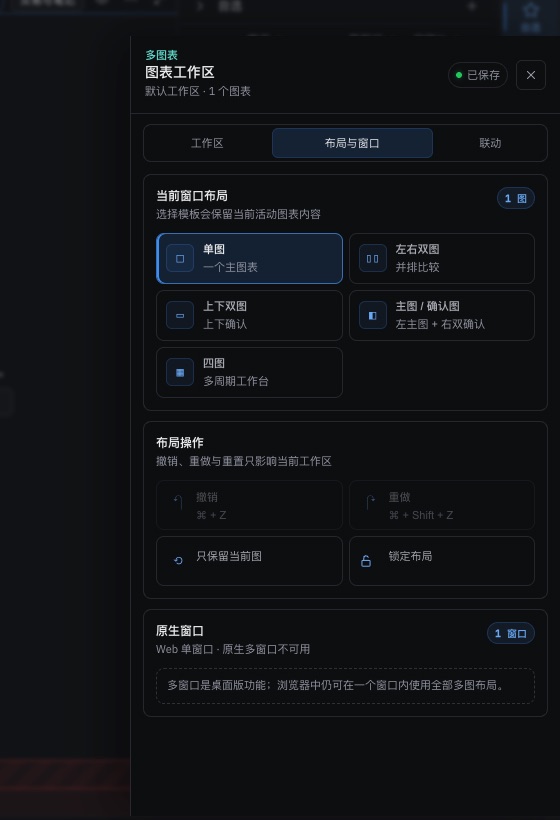 多图表
图表工作区
默认工作区 · 1 个图表
已保存
工作区
布局与窗口
联动
当前窗口布局
选择模板会保留当前活动图表内容
1 图
单图
一个主图表
左右双图
并排比较
上下双图
上下确认
主图 / 确认图
左主图 + 右双确认
四图
多周期工作台
布局操作
撤销、重做与重置只影响当前工作区
撤销
⌘ + Z
重做
⌘ + Shift + Z
只保留当前图
锁定布局
原生窗口
Web 单窗口 · 原生多窗口不可用
1 窗口
多窗口是桌面版功能；浏览器中仍可在一个窗口内使用全部多图布局。